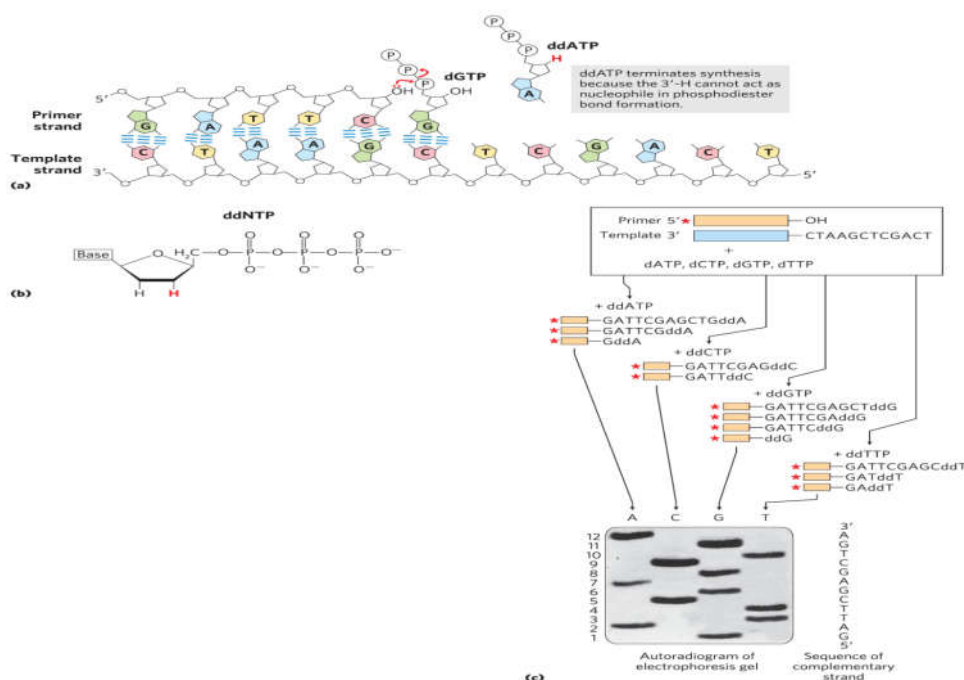 P
P
P
ddATP
H
A
ddATP terminates synthesis
because the 3′–H cannot act as
nucleophile in phosphodiester
bond formation.
P
P
P
dGTP
OH
OH
5′
Primer
strand
G
A
T
T
C
G
Template
strand
C
T
A
A
G
C
T
C
G
A
C
T
3′
5′
(a)
ddNTP
Base
O
H₂C
O
P
O
P
O
P
O⁻
O
O
O
O⁻
O⁻
O⁻
H
H
(b)
Primer 5′ ★ OH
Template 3′ CTAAGCTCGACT
+
dATP, dCTP, dGTP, dTTP
+ ddATP
★ GATTCGAGCTGddA
★ GATTCGddA
★ GddA
+ ddCTP
★ GATTCGAGddC
★ GATTddC
+ ddGTP
★ GATTCGAGCTddG
★ GATTCGAddG
★ GATTCddG
★ ddG
+ ddTTP
★ GATTCGAGCddT
★ GATddT
★ GAddT
A C G T
12
11
10
9
8
7
6
5
4
3
2
1
3′
A
G
T
C
G
A
G
C
T
T
A
G
5′
Autoradiogram of
electrophoresis gel
Sequence of
complementary
strand
(c)